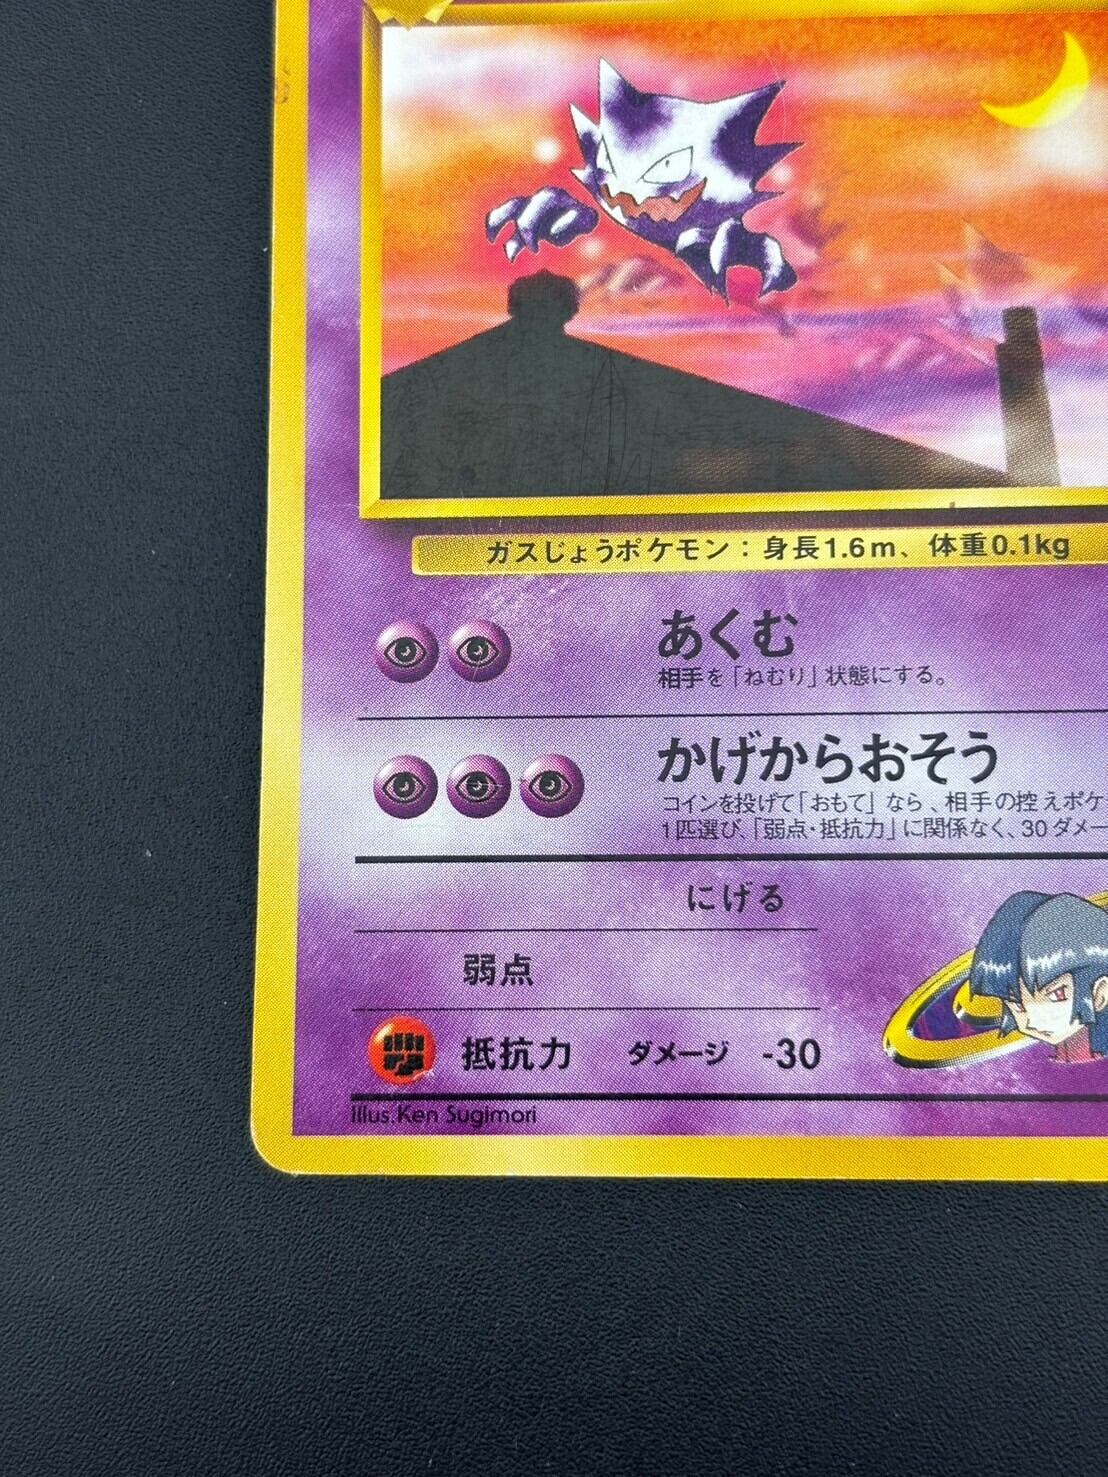 ガスじょうポケモン：身長1.6m、体重0.1kg
あくむ
相手を「ねむり」状態にする。
かげからおそう
コインを投げて「おもて」なら、相手の控えポケ
1匹選び、「弱点・抵抗力」に関係なく、30ダメー
にげる
弱点
抵抗力 ダメージ -30
Illus.Ken Sugimori